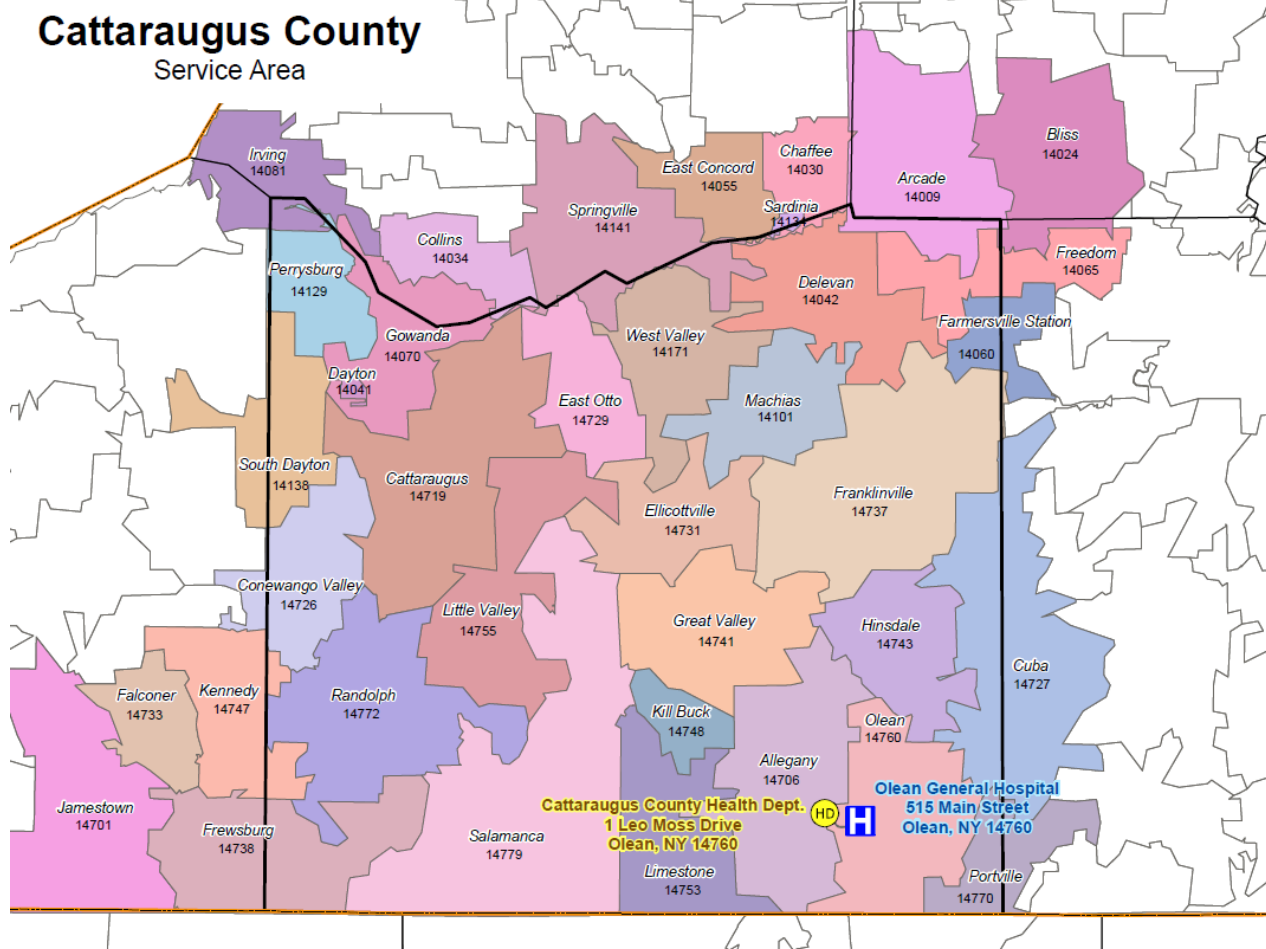 Cattaraugus County
Service Area
Irving
14081
East Concord
14055
Chaffee
14030
Bliss
14024
Arcade
14009
Springville
14141
Sardinia
14134
Collins
14034
Perrysburg
14129
Freedom
14065
Delevan
14042
Gowanda
14070
West Valley
14171
Farmersville Station
14060
Dayton
14041
East Otto
14729
Machias
14101
South Dayton
14138
Cattaraugus
14719
Ellicottville
14731
Franklinville
14737
Conewango Valley
14726
Little Valley
14755
Great Valley
14741
Hinsdale
14743
Cuba
14727
Falconer
14733
Kennedy
14747
Randolph
14772
Kill Buck
14748
Olean
14760
Allegany
14706
Jamestown
14701
Frewsburg
14738
Salamanca
14779
Cattaraugus County Health Dept.
1 Leo Moss Drive
Olean, NY 14760
HD
H
Olean General Hospital
515 Main Street
Olean, NY 14760
Limestone
14753
Portville
14770